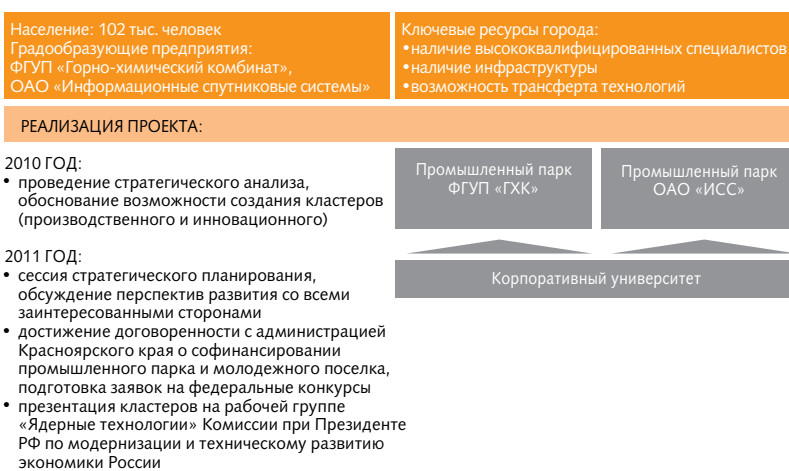 Население: 102 тыс. человек
Градообразующие предприятия:
ФГУП «Горно-химический комбинат»,
ОАО «Информационные спутниковые системы»
Ключевые ресурсы города:
•наличие высококвалифицированных специалистов
•наличие инфраструктуры
•возможность трансферта технологий
РЕАЛИЗАЦИЯ ПРОЕКТА:
2010 ГОД:
• проведение стратегического анализа,
обоснование возможности создания кластеров
(производственного и инновационного)
2011 ГОД:
• сессия стратегического планирования,
обсуждение перспектив развития со всеми
заинтересованными сторонами
• достижение договоренности с администрацией
Красноярского края о софинансировании
промышленного парка и молодежного поселка,
подготовка заявок на федеральные конкурсы
• презентация кластеров на рабочей группе
«Ядерные технологии» Комиссии при Президенте
РФ по модернизации и техническому развитию
экономики России
Промышленный парк
ФГУП «ГХК»
Промышленный парк
ОАО «ИСС»
Корпоративный университет